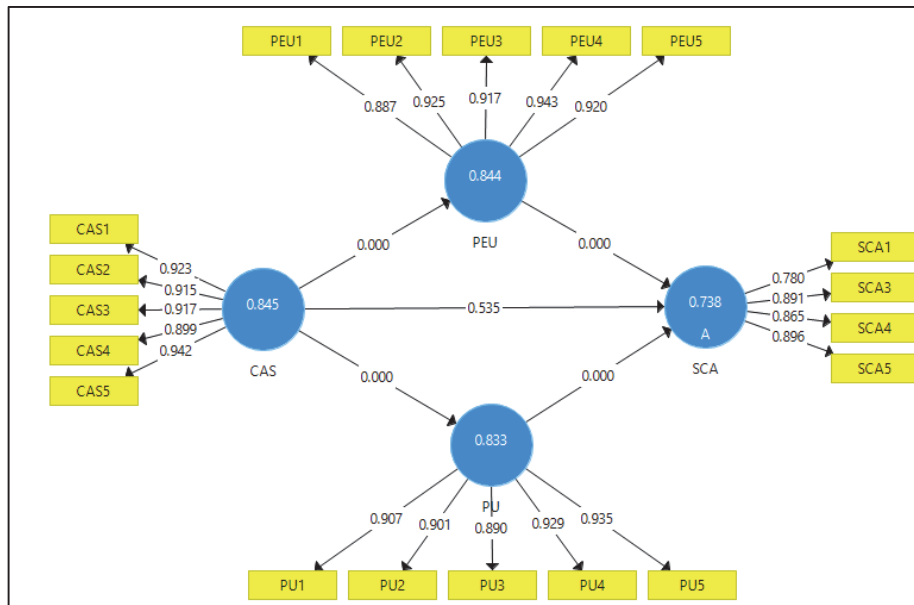 PEU1 PEU2 PEU3 PEU4 PEU5
0.887 0.925 0.917 0.943 0.920
0.844
PEU
CAS1
CAS2
CAS3
CAS4
CAS5
0.923
0.915
0.917
0.899
0.942
0.845
CAS
0.000
0.000
0.535
0.000
0.000
0.738
A
SCA
0.780
0.891
0.865
0.896
SCA1
SCA3
SCA4
SCA5
0.833
PU
0.907 0.901 0.890 0.929 0.935
PU1 PU2 PU3 PU4 PU5